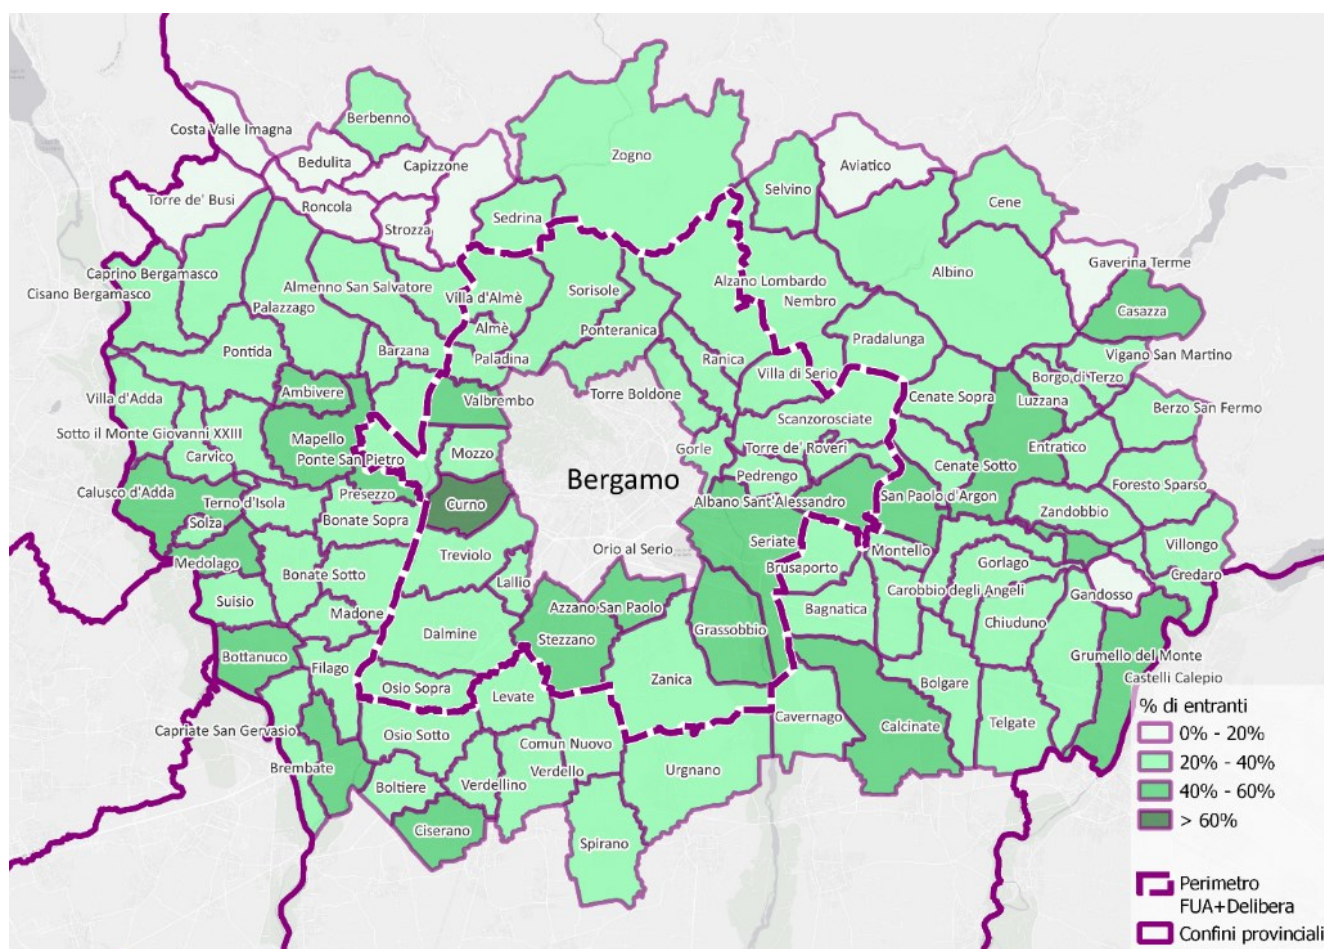 Berbenno
Costa Valle Imagna
Bedulita
Capizzone
Zogno
Aviatico
Selvino
Cene
Torre de' Busi
Roncola
Strozza
Sedrina
Caprino Bergamasco
Cisano Bergamasco
Almenno San Salvatore
Palazzago
Villa d'Almè
Sorisole
Alzano Lombardo
Nembro
Albino
Gaverina Terme
Casazza
Almè
Ponteranica
Pontida
Barzana
Paladina
Ranica
Pradalunga
Vigano San Martino
Villa di Serio
Borgo di Terzo
Villa d'Adda
Ambivere
Valbrembo
Torre Boldone
Cenate Sopra
Luzzana
Berzo San Fermo
Scanzorosciate
Sotto il Monte Giovanni XXIII
Mapello
Carvico
Ponte San Pietro
Mozzo
Gorle
Torre de' Roveri
Entratico
Cenate Sotto
Bergamo
Pedrengo
Calusco d'Adda
Presezzo
Terno d'Isola
Curno
Albano Sant'Alessandro
San Paolo d'Argon
Foresto Sparso
Zandobbio
Solza
Bonate Sopra
Treviolo
Orio al Serio
Seriate
Montello
Villongo
Medolago
Bonate Sotto
Lallio
Brusaporto
Gorlago
Credaro
Suisio
Madone
Azzano San Paolo
Bagnatica
Carobbio degli Angeli
Gandosso
Dalmine
Stezzano
Grassobbio
Chiuduno
Bottanuco
Filago
Osio Sopra
Levate
Zanica
Bolgare
Grumello del Monte
Castelli Calepio
Capriate San Gervasio
Osio Sotto
Comun Nuovo
Cavernago
Calcinate
Telgate
Brembate
Boltiere
Verdellino
Verdello
Urgnano
Ciserano
Spirano
% di entranti
0% - 20%
20% - 40%
40% - 60%
> 60%
Perimetro
FUA+Delibera
Confini provinciali